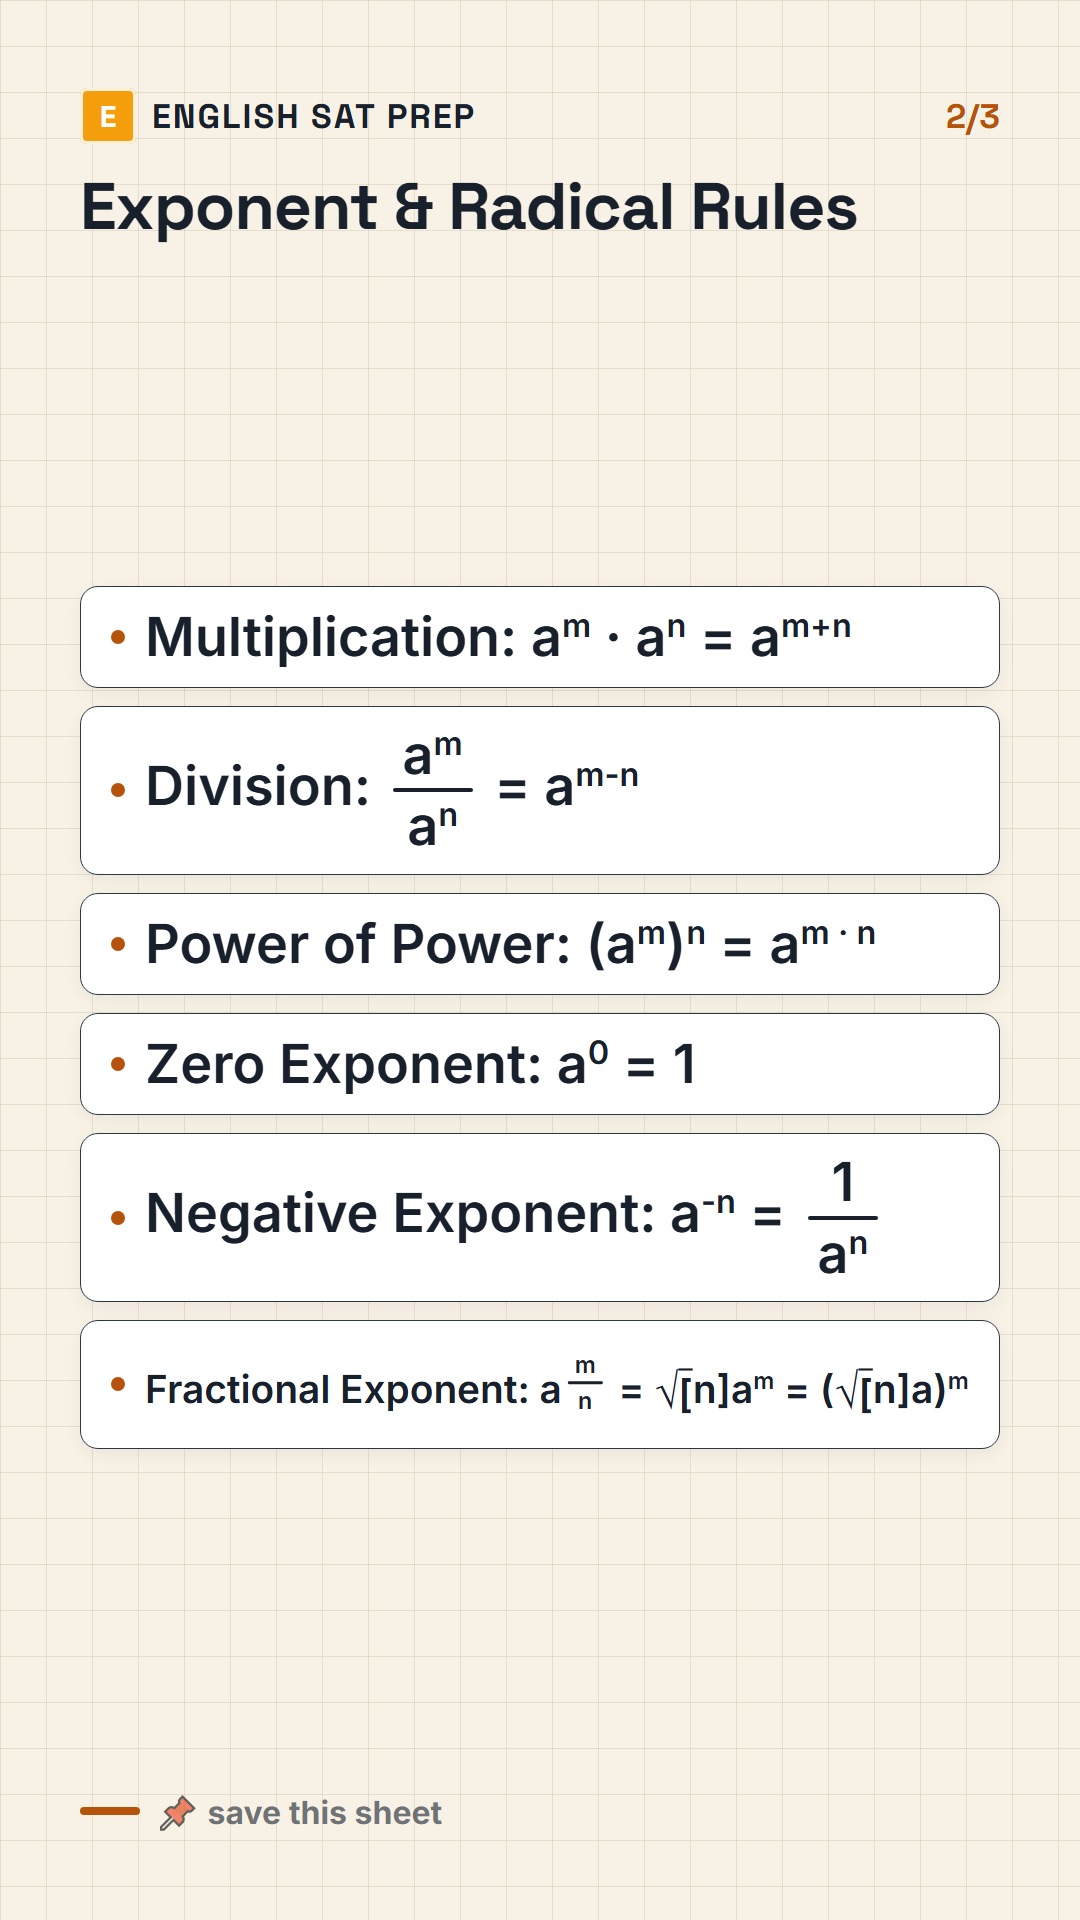 E ENGLISH SAT PREP 2/3
Exponent & Radical Rules
• Multiplication: aᵐ · aⁿ = aᵐ⁺ⁿ
• Division: aᵐ/aⁿ = aᵐ⁻ⁿ
• Power of Power: (aᵐ)ⁿ = aᵐ ˙ ⁿ
• Zero Exponent: a⁰ = 1
• Negative Exponent: a⁻ⁿ = 1/aⁿ
• Fractional Exponent: a^(m/n) = √[n]aᵐ = (√[n]a)ᵐ
📌 save this sheet